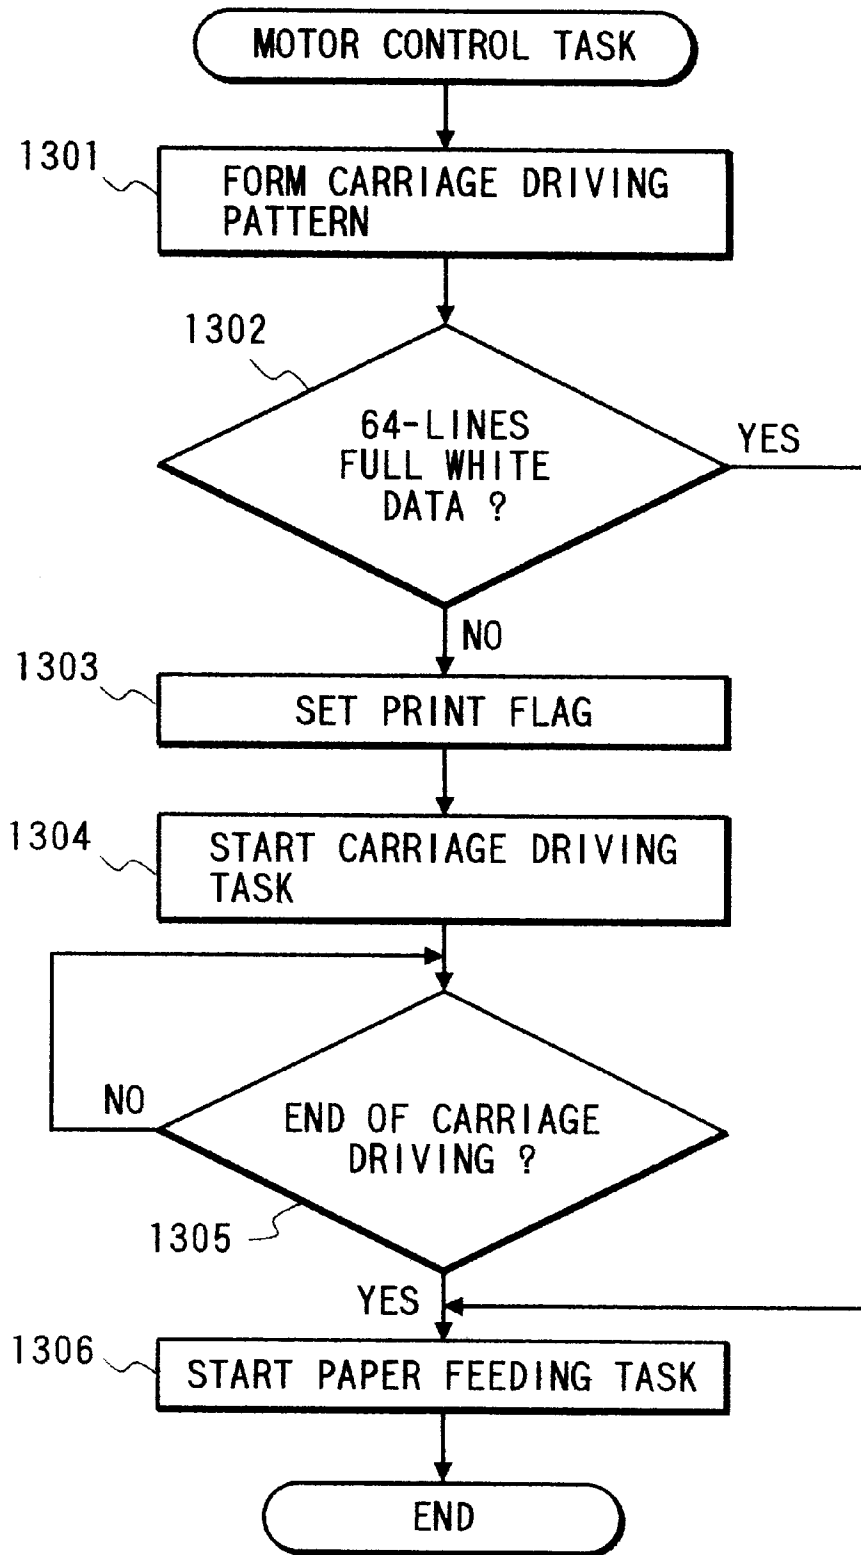 MOTOR CONTROL TASK
1301
FORM CARRIAGE DRIVING
PATTERN
1302
64-LINES
FULL WHITE
DATA ?
YES
NO
1303
SET PRINT FLAG
1304
START CARRIAGE DRIVING
TASK
NO
END OF CARRIAGE
DRIVING ?
1305
YES
1306
START PAPER FEEDING TASK
END